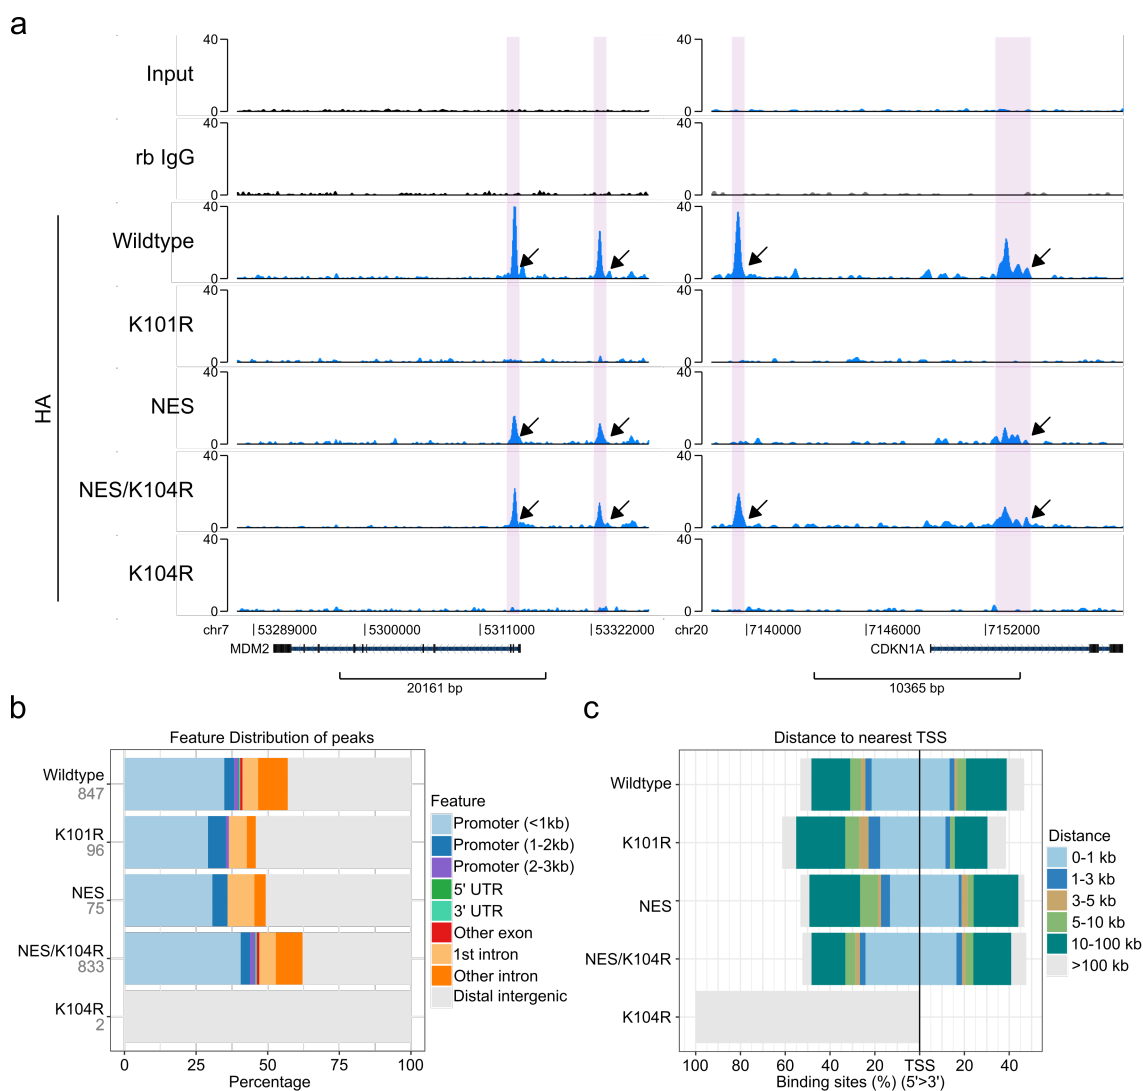 a
40
0
40
0
Input
40
0
40
0
rb IgG
40
0
40
0
Wildtype
40
0
40
0
K101R
40
0
40
0
NES
40
0
40
0
NES/K104R
40
0
40
0
K104R
HA
chr7 |53289000 |5300000 |5311000 |53322000 chr20 |7140000 |7146000 |7152000
MDM2 CDKN1A
20161 bp 10365 bp
b
Feature Distribution of peaks
Wildtype
847
K101R
96
NES
75
NES/K104R
833
K104R
2
0 25 50 75 100
Percentage
Feature
Promoter (<1kb)
Promoter (1-2kb)
Promoter (2-3kb)
5' UTR
3' UTR
Other exon
1st intron
Other intron
Distal intergenic
c
Distance to nearest TSS
Wildtype
K101R
NES
NES/K104R
K104R
100 80 60 40 20 TSS 20 40
Binding sites (%) (5'>3')
Distance
0-1 kb
1-3 kb
3-5 kb
5-10 kb
10-100 kb
>100 kb